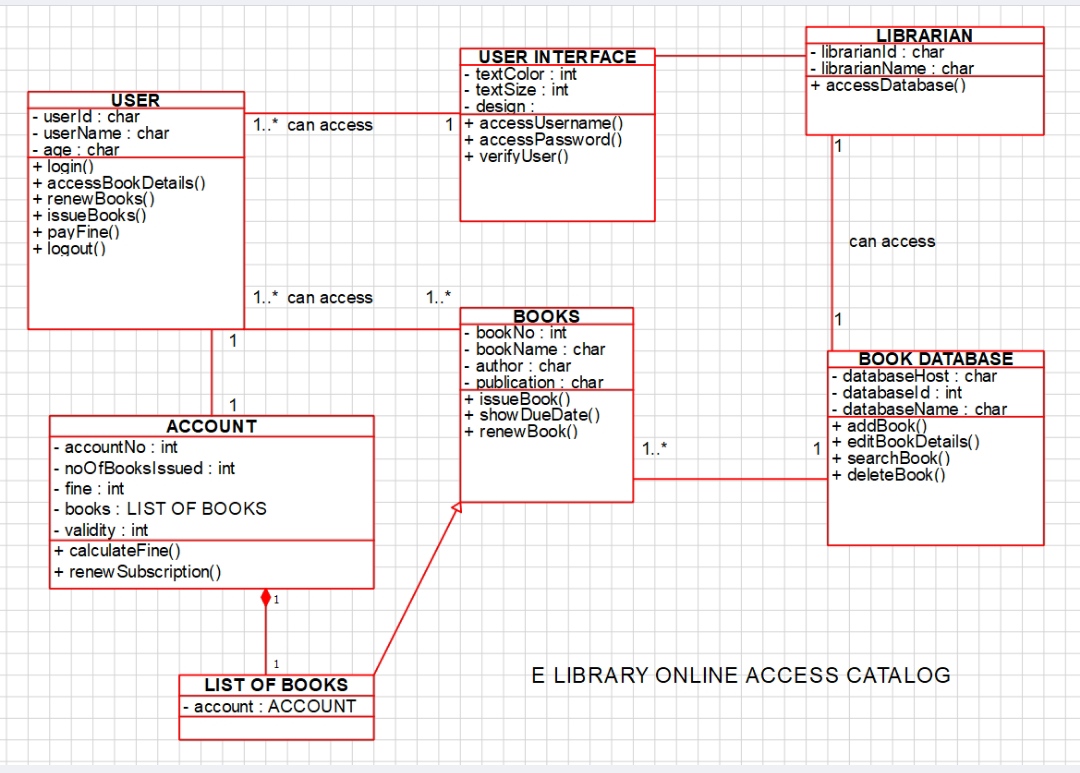 LIBRARIAN
- librarianId : char
- librarianName : char
+ accessDatabase()
USER INTERFACE
- textColor : int
- textSize : int
- design :
+ accessUsername()
+ accessPassword()
+ verifyUser()
USER
- userId : char
- userName : char
- age : char
+ login()
+ accessBookDetails()
+ renewBooks()
+ issueBooks()
+ payFine()
+ logout()
1..* can access 1
1
can access
1
1..* can access 1..*
1
1
BOOKS
- bookNo : int
- bookName : char
- author : char
- publication : char
+ issueBook()
+ showDueDate()
+ renewBook()
BOOK DATABASE
- databaseHost : char
- databaseId : int
- databaseName : char
+ addBook()
+ editBookDetails()
+ searchBook()
+ deleteBook()
1..* 1
ACCOUNT
- accountNo : int
- noOfBooksIssued : int
- fine : int
- books : LIST OF BOOKS
- validity : int
+ calculateFine()
+ renewSubscription()
1
1
LIST OF BOOKS
- account : ACCOUNT
E LIBRARY ONLINE ACCESS CATALOG